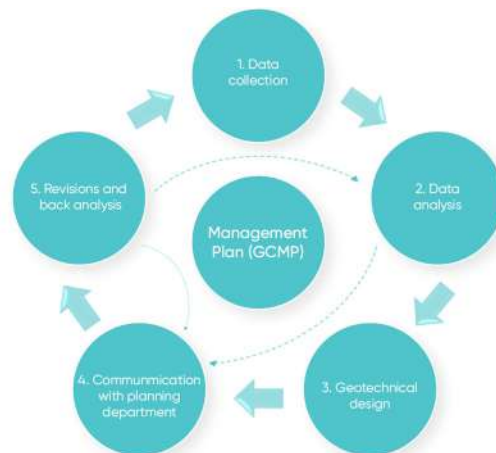 1. Data
collection
2. Data
analysis
3. Geotechnical
design
4. Communmication
with planning
department
5. Revisions and
back analysis
Management
Plan (GCMP)